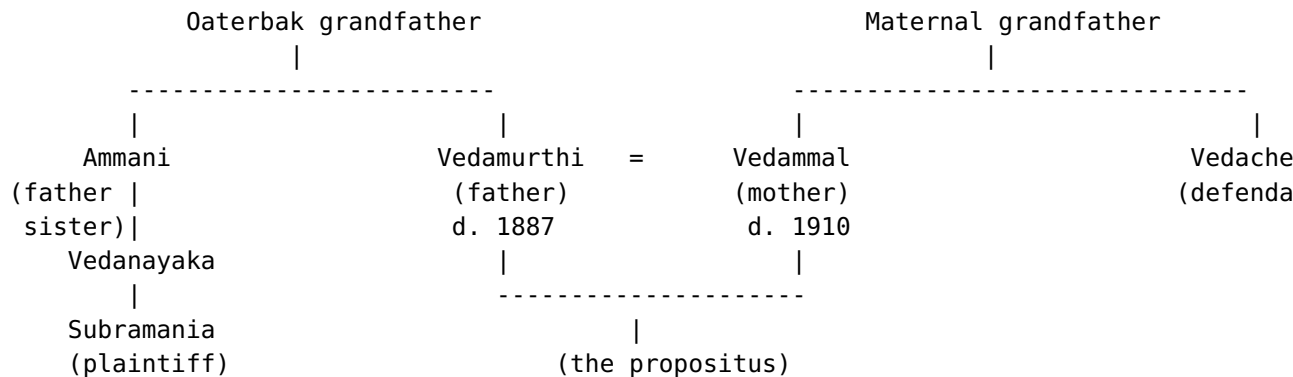 Oaterbak grandfather Maternal grandfather
Ammani Vedamurthi = Vedammal Vedache
(father (father) (mother) (defenda
sister) d. 1887 d. 1910
Vedanayaka
Subramania
(plaintiff) (the propositus)